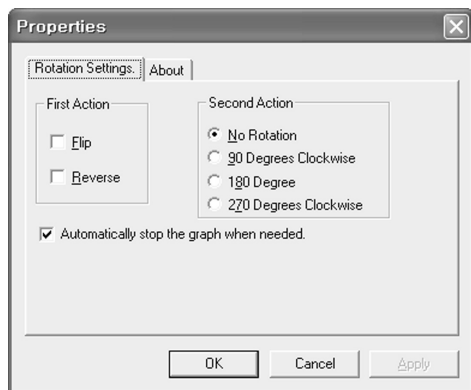 Properties
Rotation Settings. About
First Action
Flip
Reverse
Second Action
No Rotation
90 Degrees Clockwise
180 Degree
270 Degrees Clockwise
Automatically stop the graph when needed.
OK Cancel Apply